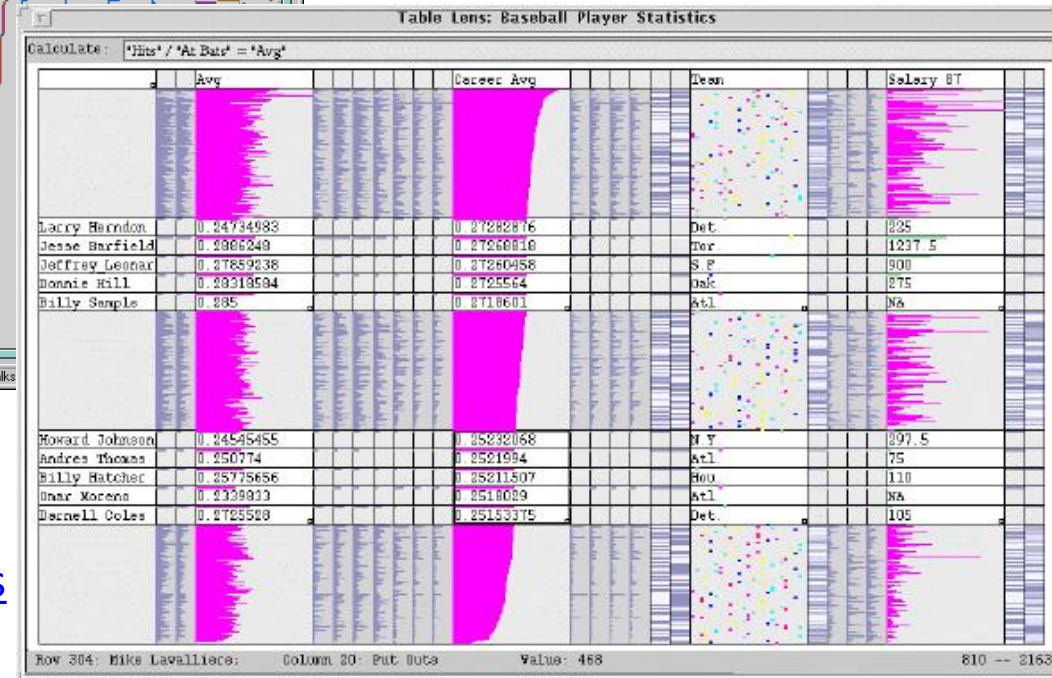 Table Lens: Baseball Player Statistics
Calculate: "Hits" / "At Bats" = "Avg"
Avg Career Avg Team Salary 87
Larry Herndon 0.24734983 0.27282876 Det. 225
Jesse Barfield 0.2886248 0.27268818 Tor. 1237.5
Jeffrey Leonar 0.27859238 0.27260458 S.F. 900
Donnie Hill 0.28318584 0.2725564 Oak. 275
Billy Sample 0.285 0.2718601 Atl. NA
Howard Johnson 0.24545455 0.25232068 N.Y. 297.5
Andres Thomas 0.250774 0.2521994 Atl. 75
Billy Hatcher 0.25775656 0.25211507 Hou. 110
Omar Moreno 0.2339833 0.2518029 Atl. NA
Darnell Coles 0.2725528 0.25153375 Det. 105
Row 304: Mike Lavalliere: Column 20: Put Outs Value: 468 810 -- 2163